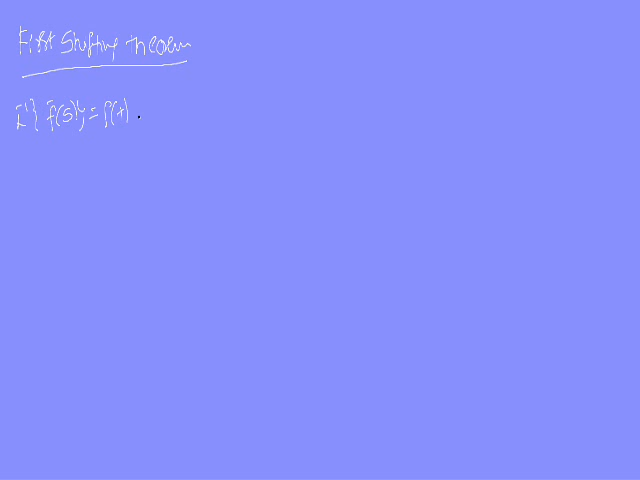 First Shifting theorem
L⁻¹{f̄(s)} = f(t)